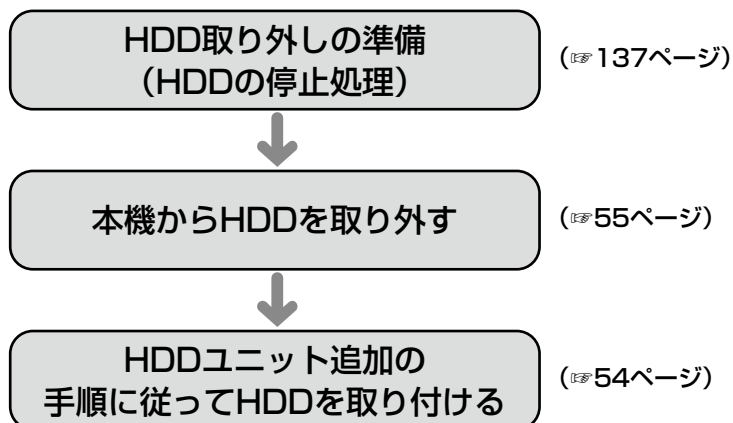 HDD取り外しの準備
（HDDの停止処理）
（☞137ページ）
本機からHDDを取り外す
（☞55ページ）
HDDユニット追加の
手順に従ってHDDを取り付ける
（☞54ページ）